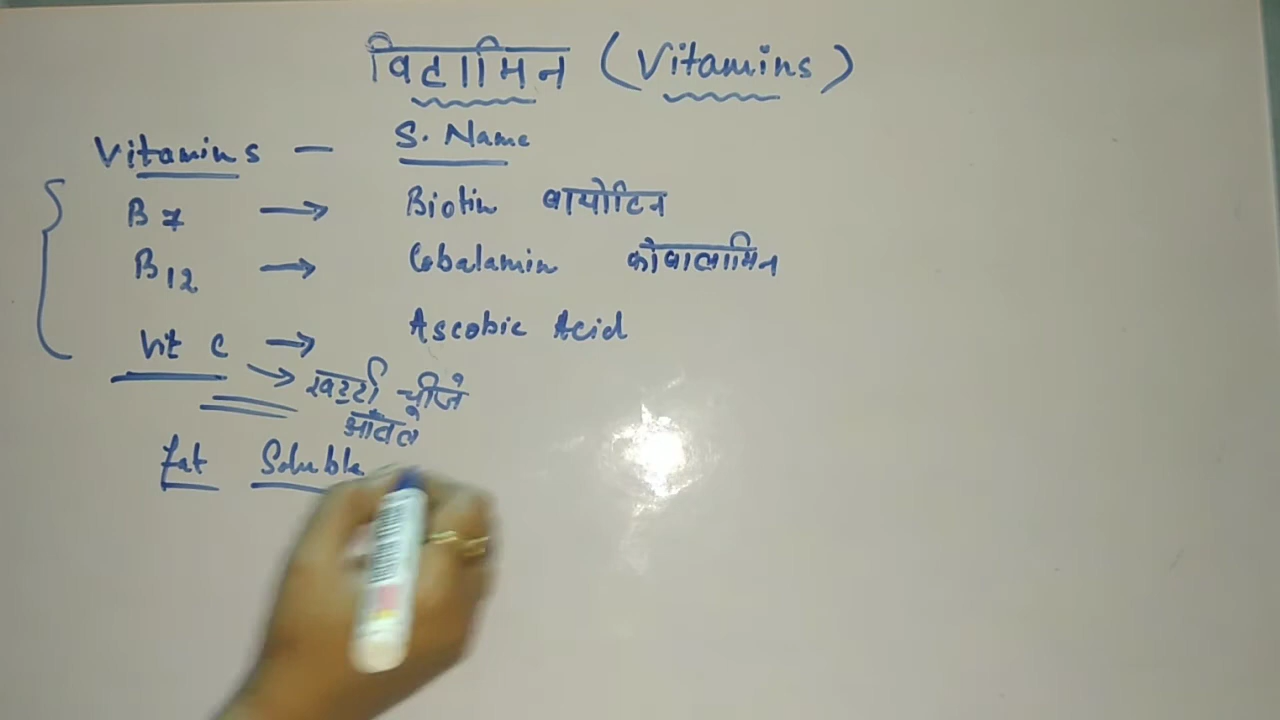 विटामिन (Vitamins)
Vitamins – S. Name
B7 → Biotin बायोटिन
B12 → Cobalamin कोबालामिन
Vit C → Ascobic Acid
→ खट्टी चीजे
आँवले
fat Soluble